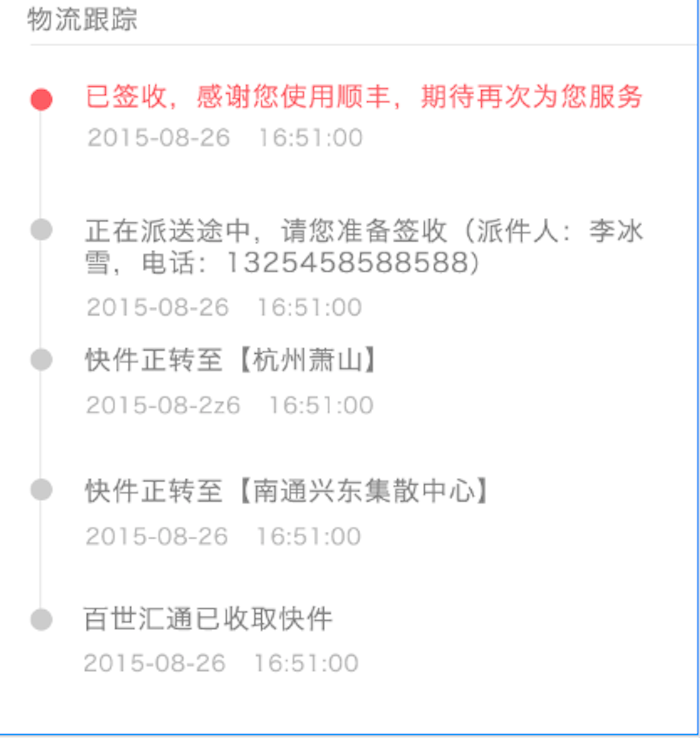 物流跟踪
已签收，感谢您使用顺丰，期待再次为您服务
2015-08-26 16:51:00
正在派送途中，请您准备签收（派件人：李冰
雪，电话：1325458588588）
2015-08-26 16:51:00
快件正转至【杭州萧山】
2015-08-2z6 16:51:00
快件正转至【南通兴东集散中心】
2015-08-26 16:51:00
百世汇通已收取快件
2015-08-26 16:51:00